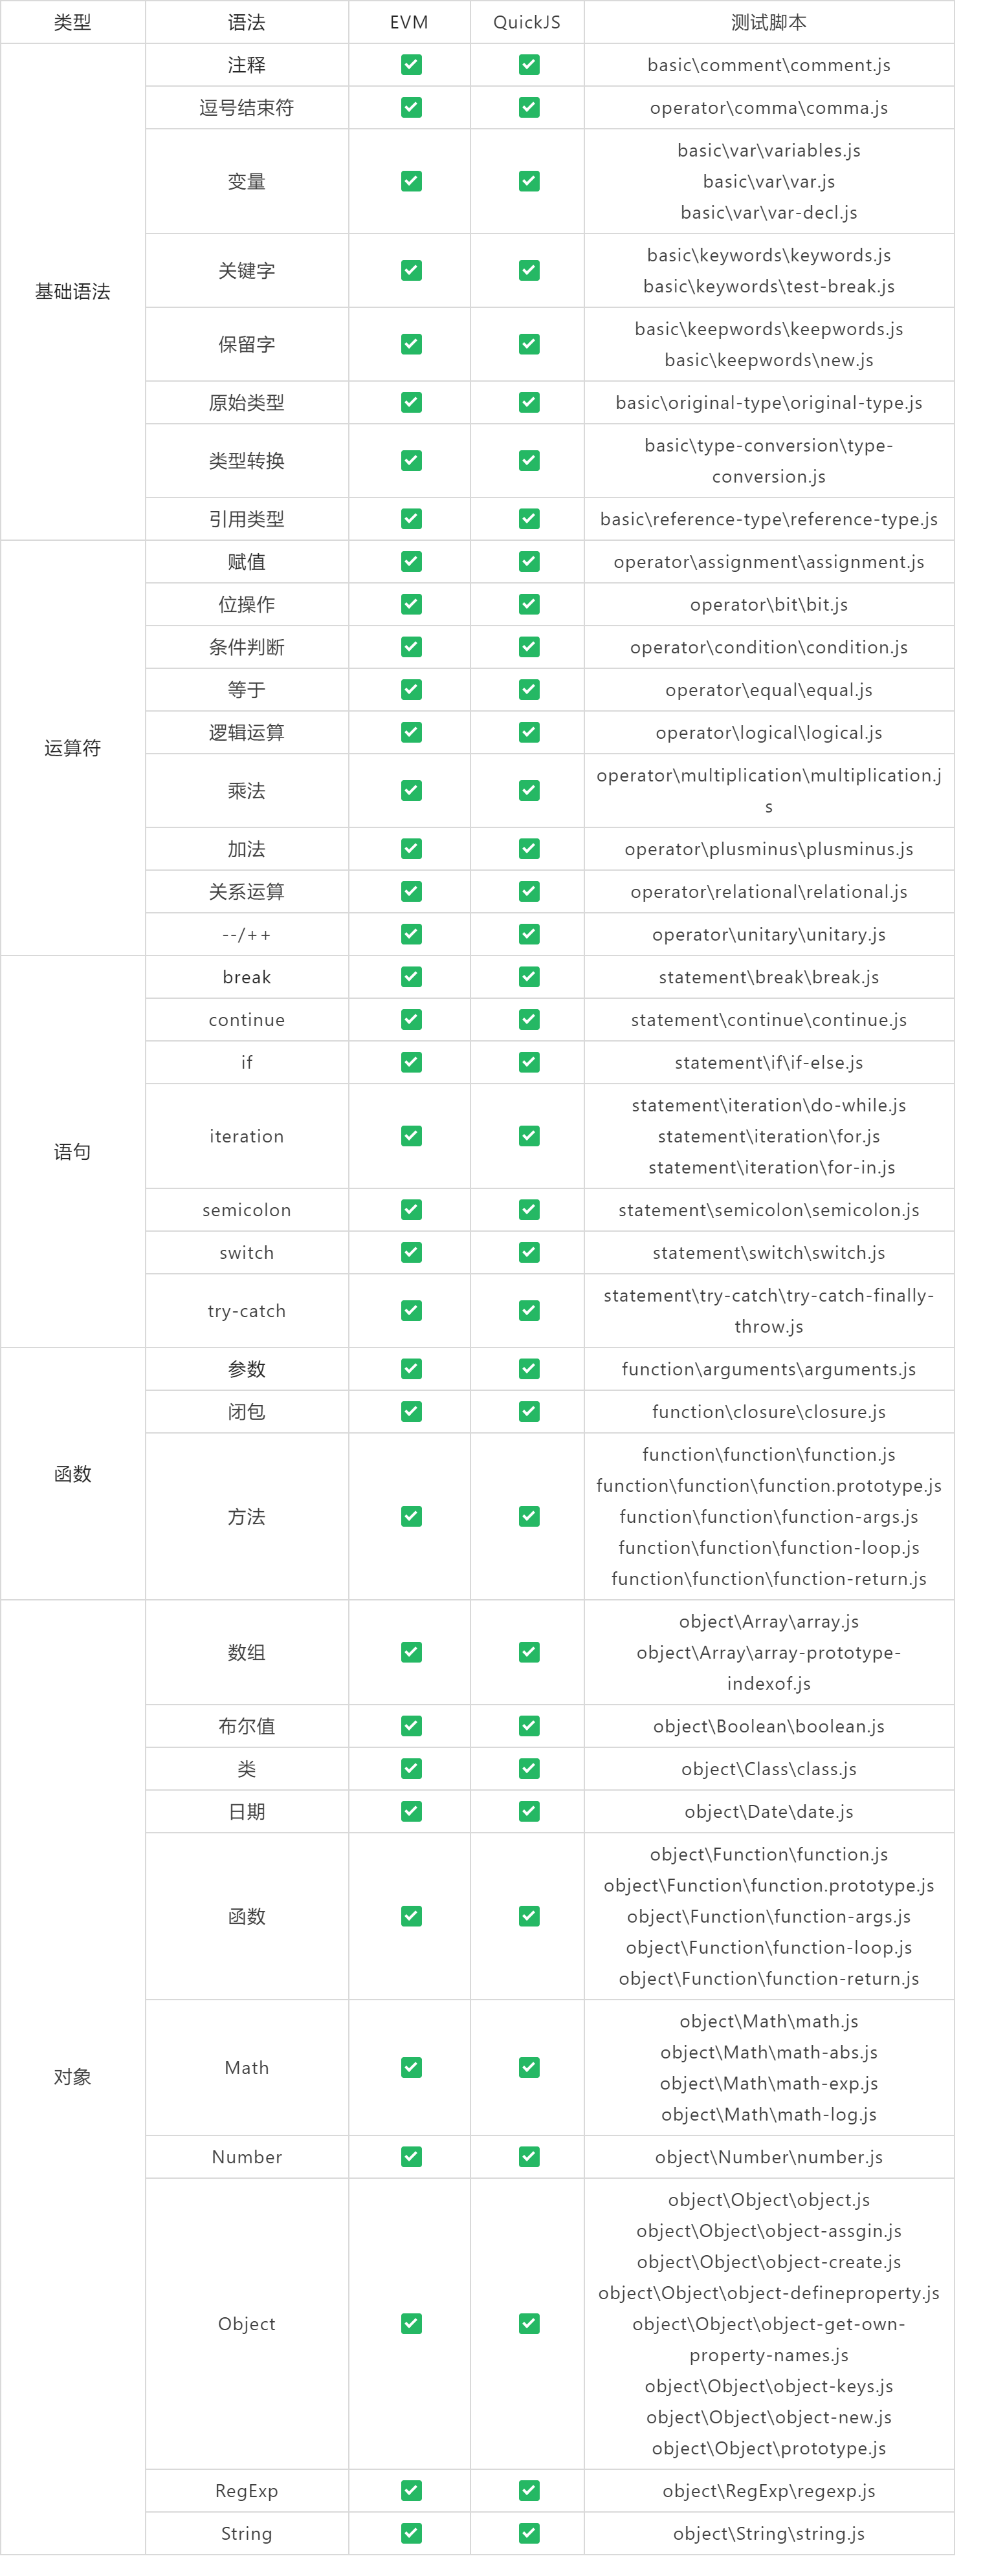 类型 语法 EVM QuickJS 测试脚本
基础语法
注释 basic\comment\comment.js
逗号结束符 operator\comma\comma.js
变量
basic\var\variables.js
basic\var\var.js
basic\var\var-decl.js
关键字
basic\keywords\keywords.js
basic\keywords\test-break.js
保留字
basic\keepwords\keepwords.js
basic\keepwords\new.js
原始类型 basic\original-type\original-type.js
类型转换
basic\type-conversion\type-
conversion.js
引用类型 basic\reference-type\reference-type.js
运算符
赋值 operator\assignment\assignment.js
位操作 operator\bit\bit.js
条件判断 operator\condition\condition.js
等于 operator\equal\equal.js
逻辑运算 operator\logical\logical.js
乘法
operator\multiplication\multiplication.j
s
加法 operator\plusminus\plusminus.js
关系运算 operator\relational\relational.js
--/++ operator\unitary\unitary.js
语句
break statement\break\break.js
continue statement\continue\continue.js
if statement\if\if-else.js
iteration
statement\iteration\do-while.js
statement\iteration\for.js
statement\iteration\for-in.js
semicolon statement\semicolon\semicolon.js
switch statement\switch\switch.js
try-catch
statement\try-catch\try-catch-finally-
throw.js
函数
参数 function\arguments\arguments.js
闭包 function\closure\closure.js
方法
function\function\function.js
function\function\function.prototype.js
function\function\function-args.js
function\function\function-loop.js
function\function\function-return.js
对象
数组
object\Array\array.js
object\Array\array-prototype-
indexof.js
布尔值 object\Boolean\boolean.js
类 object\Class\class.js
日期 object\Date\date.js
函数
object\Function\function.js
object\Function\function.prototype.js
object\Function\function-args.js
object\Function\function-loop.js
object\Function\function-return.js
Math
object\Math\math.js
object\Math\math-abs.js
object\Math\math-exp.js
object\Math\math-log.js
Number object\Number\number.js
Object
object\Object\object.js
object\Object\object-assgin.js
object\Object\object-create.js
object\Object\object-defineproperty.js
object\Object\object-get-own-
property-names.js
object\Object\object-keys.js
object\Object\object-new.js
object\Object\prototype.js
RegExp object\RegExp\regexp.js
String object\String\string.js